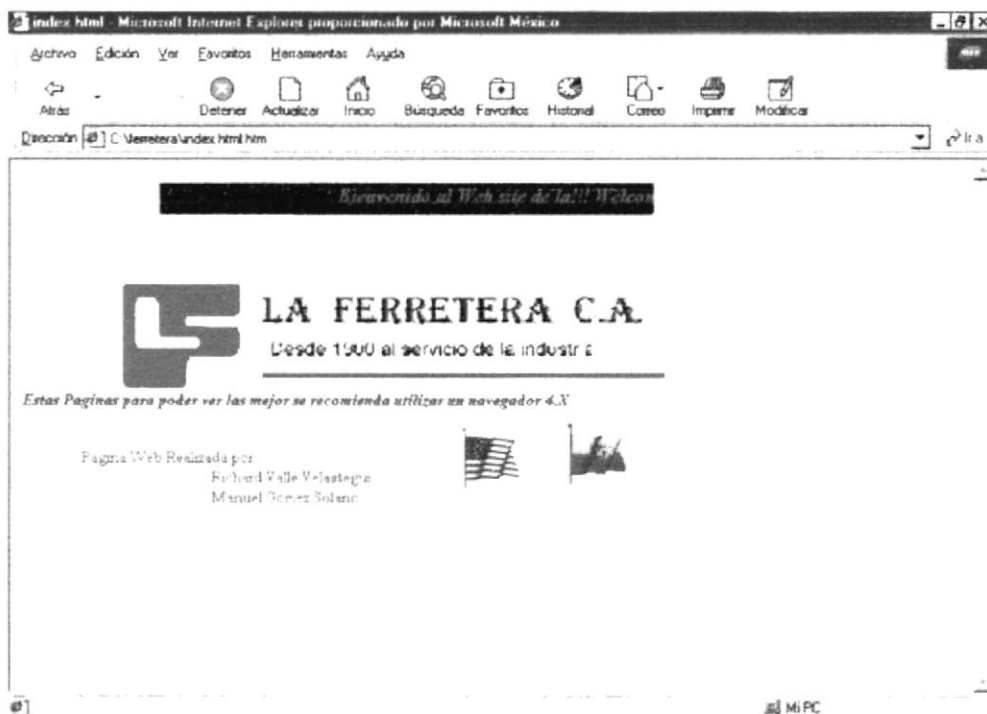 index.html - Microsoft Internet Explorer proporcionado por Microsoft México
Archivo Edición Ver Favoritos Herramientas Ayuda
Atrás Detener Actualizar Inicio Búsqueda Favoritos Historial Correo Imprimir Modificar
Dirección C:\ferretera\index.html.htm Ir a
Bienvenido al Web site de la!!! Welcom
LA FERRETERA C.A.
Desde 1900 al servicio de la industria
Estas Paginas para poder ver las mejor se recomienda utilizar un navegador 4.X
Pagina Web Realizada por
Richard Valle Velastegui
Manuel Gomez Solano
Mi PC